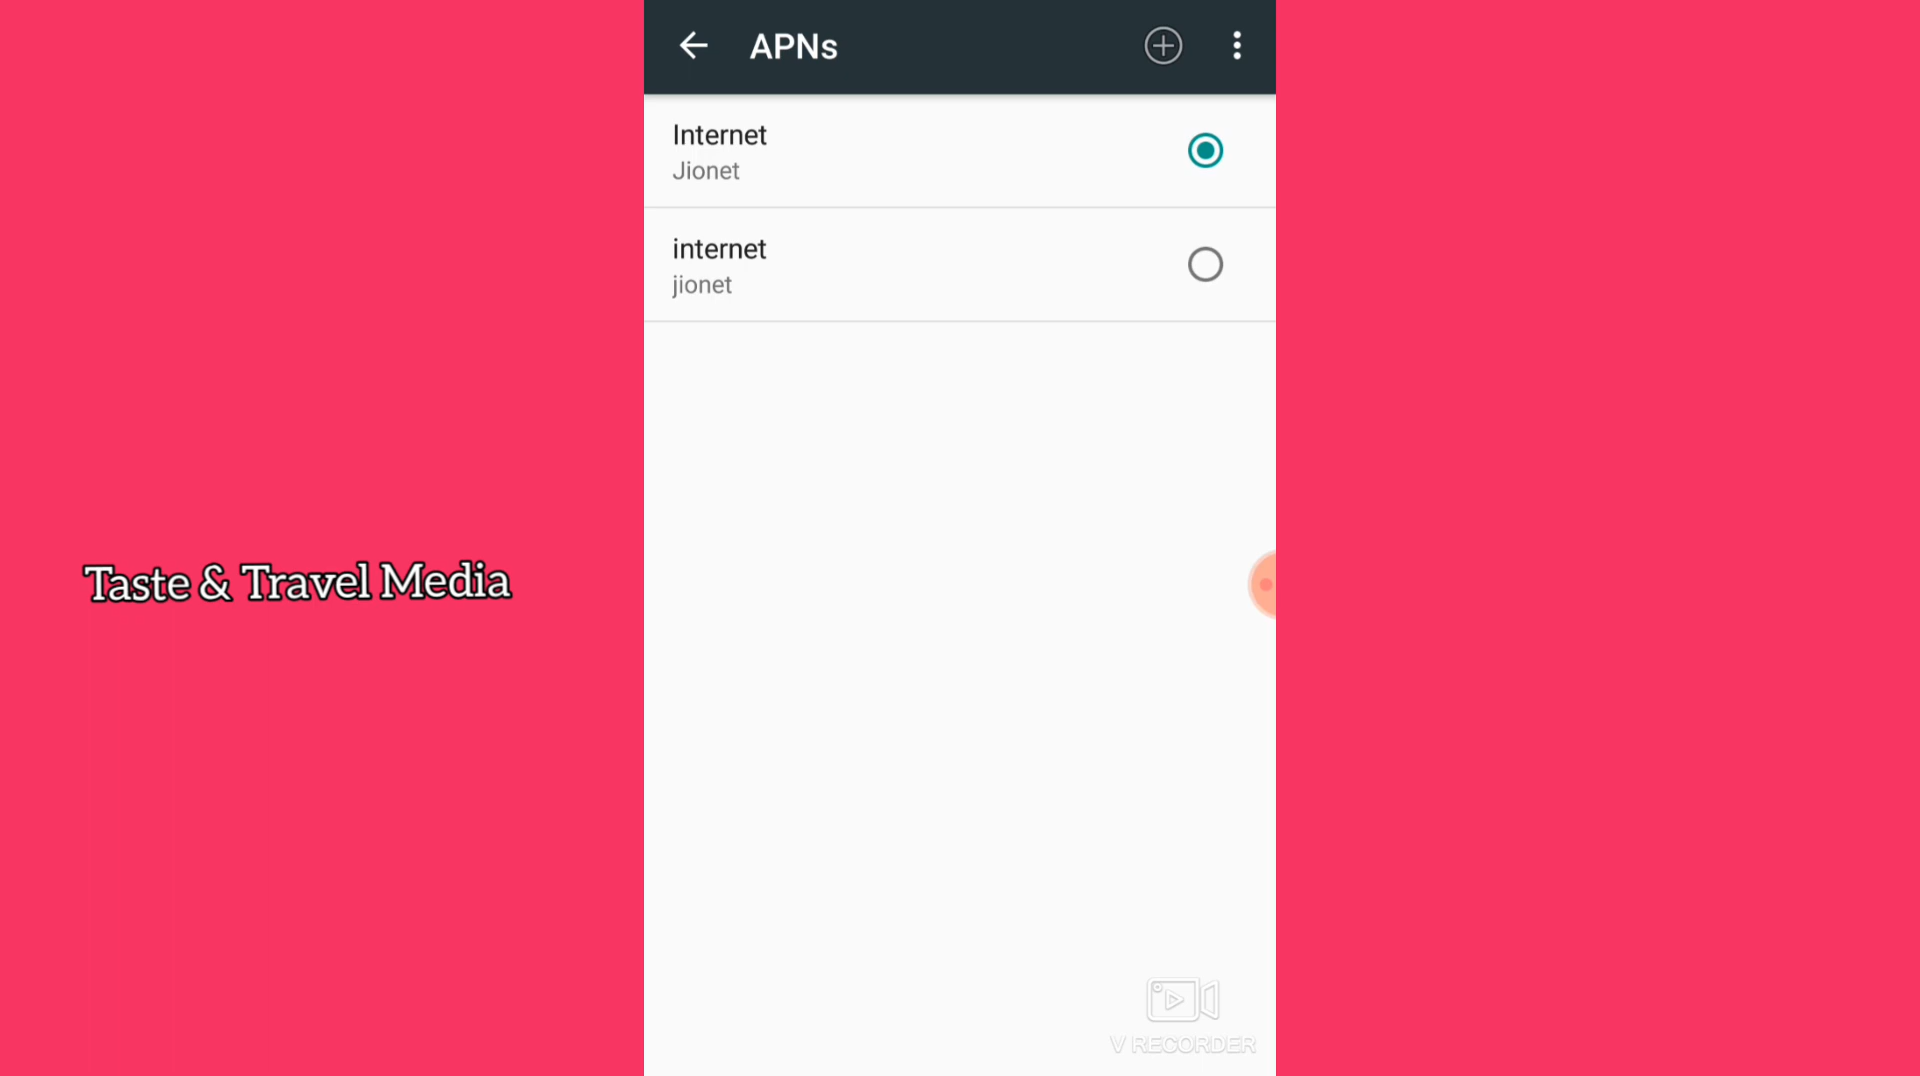 APNs
Internet
Jionet
internet
jionet
Taste & Travel Media
V RECORDER